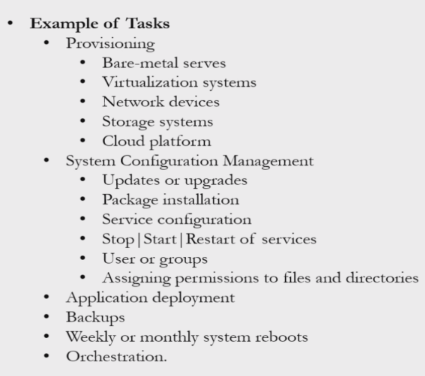 • Example of Tasks
• Provisioning
• Bare-metal serves
• Virtualization systems
• Network devices
• Storage systems
• Cloud platform
• System Configuration Management
• Updates or upgrades
• Package installation
• Service configuration
• Stop|Start|Restart of services
• User or groups
• Assigning permissions to files and directories
• Application deployment
• Backups
• Weekly or monthly system reboots
• Orchestration.